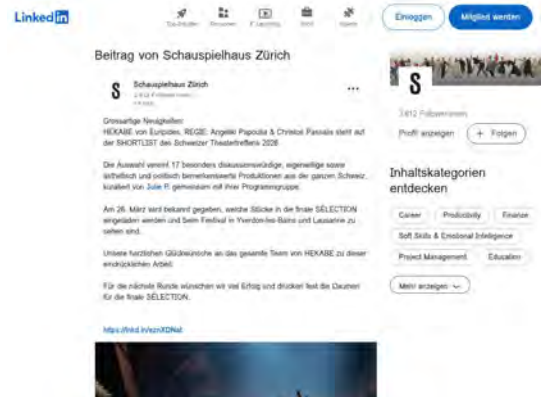 Linked in
Personen
E-Learning
Jobs
Einloggen
Mitglied werden
Beitrag von Schauspielhaus Zürich
Schauspielhaus Zürich
Grossartige Neuigkeiten:
HEKABE von Euripides, REGIE: Angeliki Papoulia & Christos Passalis steht auf
der SHORTLIST des Schweizer Theatertreffens 2026
Die Auswahl vereint 17 besonders diskussionswürdige, eigenwillige sowie
ästhetisch und politisch bemerkenswerte Produktionen aus der ganzen Schweiz,
kuratiert von Julie P. gemeinsam mit ihrer Programmgruppe.
Am 26. März wird bekannt gegeben, welche Stücke in die finale SÉLECTION
eingeladen werden und beim Festival in Yverdon-les-Bains und Lausanne zu
sehen sind.
Unsere herzlichen Glückwünsche an das gesamte Team von HEKABE zu dieser
eindrücklichen Arbeit.
Für die nächste Runde wünschen wir viel Erfolg und drücken fest die Daumen
für die finale SÉLECTION.
S
Profil anzeigen
+ Folgen
Inhaltskategorien
entdecken
Career
Productivity
Finance
Soft Skills & Emotional Intelligence
Project Management
Education
Mehr anzeigen